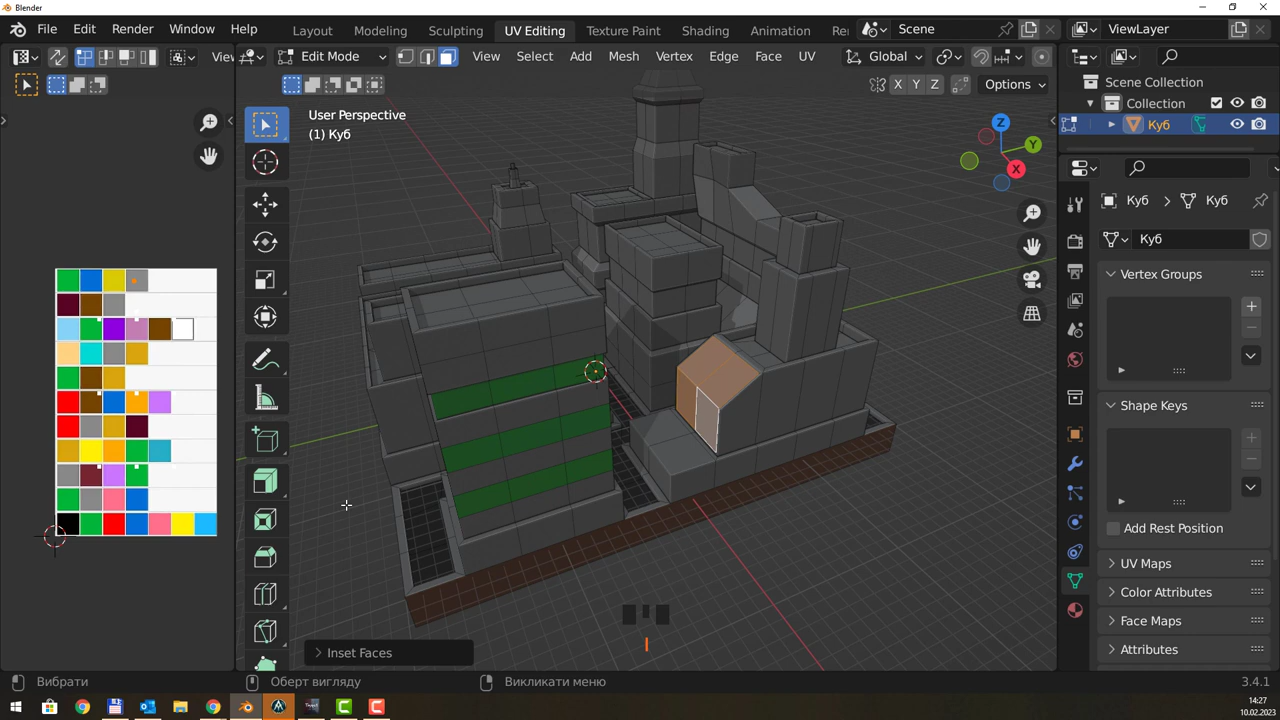 Blender
File
Edit
Render
Window
Help
Layout
Modeling
Sculpting
UV Editing
Texture Paint
Shading
Animation
Re
Scene
ViewLayer
Vie
Edit Mode
View
Select
Add
Mesh
Vertex
Edge
Face
UV
Global
X
Y
Z
Options
Scene Collection
Collection
Куб
User Perspective
(1) Куб
Z
Y
X
Куб
Куб
Куб
Vertex Groups
Shape Keys
Add Rest Position
UV Maps
Color Attributes
Face Maps
Attributes
Inset Faces
Вибрати
Оберт вигляду
Викликати меню
3.4.1
14:27
10.02.2023